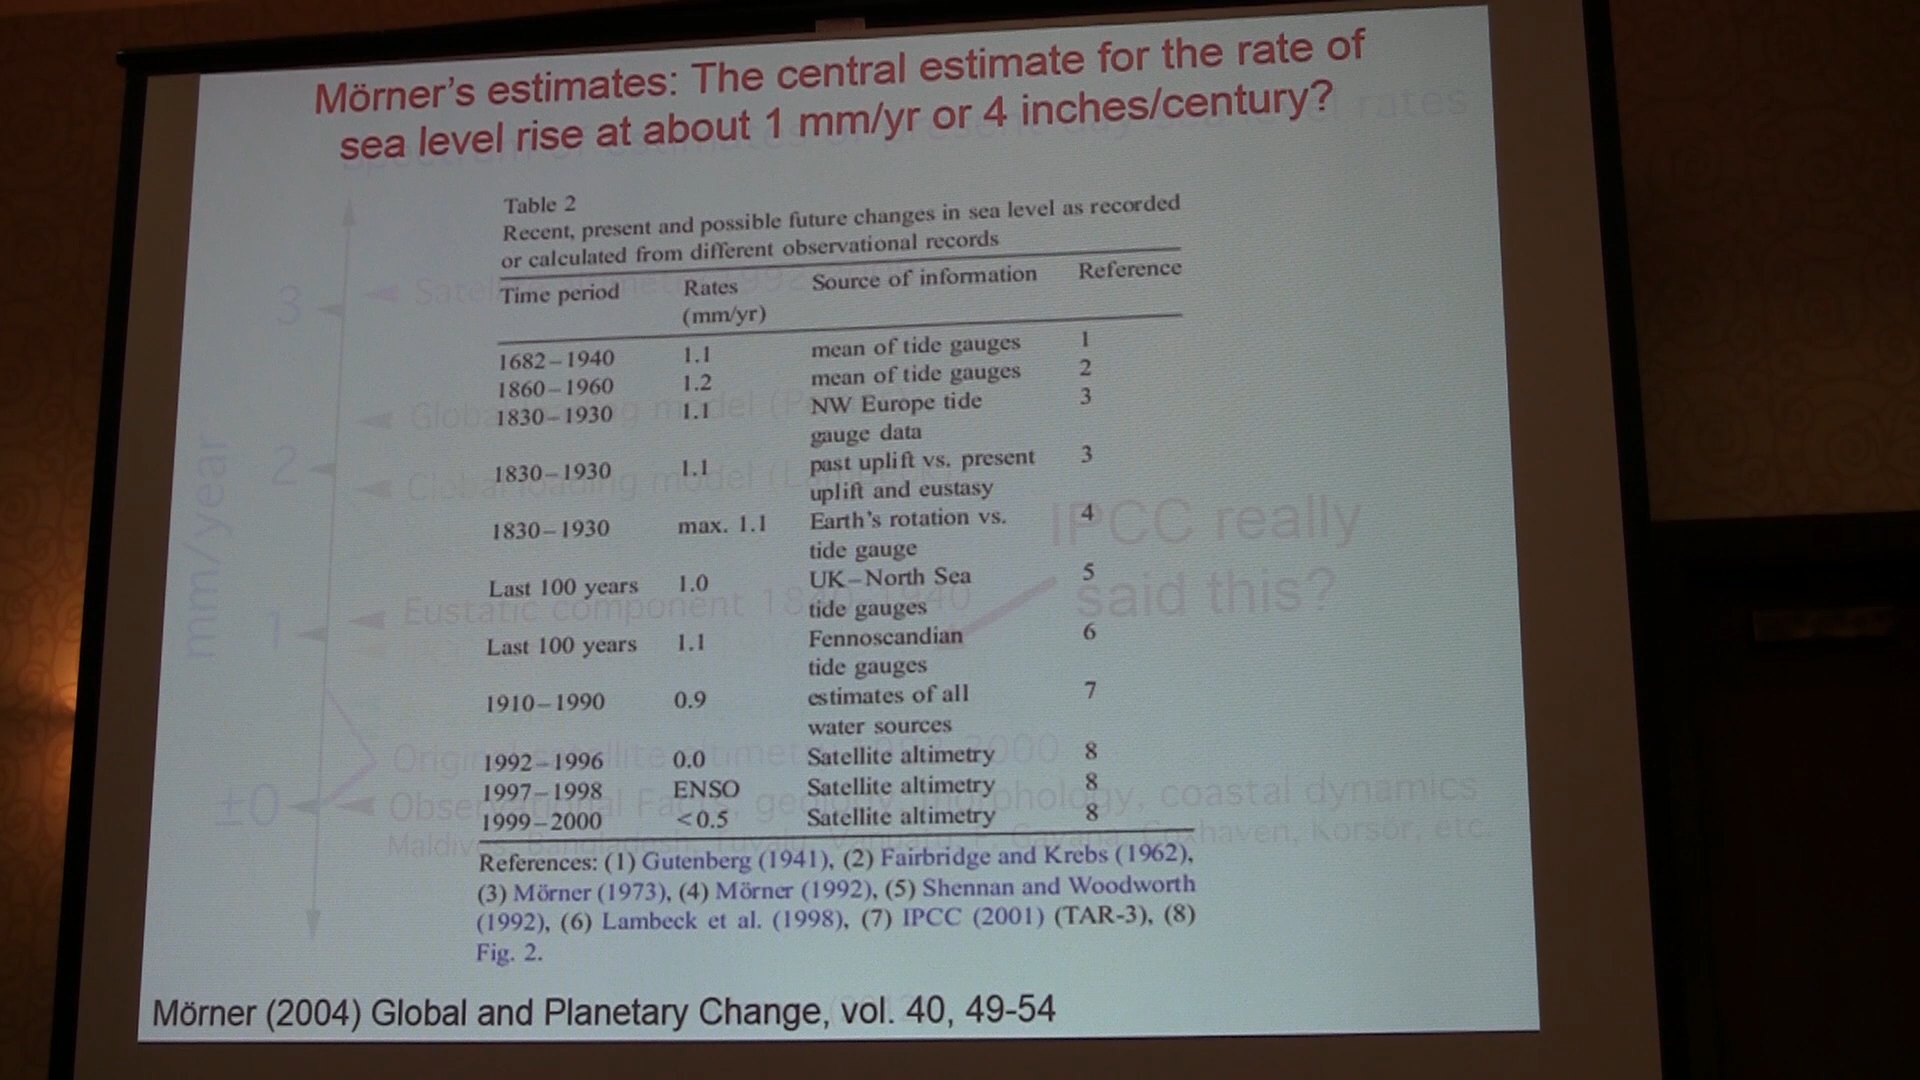 Mörner's estimates: The central estimate for the rate of
sea level rise at about 1 mm/yr or 4 inches/century?
Table 2
Recent, present and possible future changes in sea level as recorded
or calculated from different observational records
Time period Rates (mm/yr) Source of information Reference
1682–1940 1.1 mean of tide gauges 1
1860–1960 1.2 mean of tide gauges 2
1830–1930 1.1 NW Europe tide 3
gauge data
1830–1930 1.1 past uplift vs. present 3
uplift and eustasy
1830–1930 max. 1.1 Earth's rotation vs. 4
tide gauge
Last 100 years 1.0 UK–North Sea 5
tide gauges
Last 100 years 1.1 Fennoscandian 6
tide gauges
1910–1990 0.9 estimates of all 7
water sources
1992–1996 0.0 Satellite altimetry 8
1997–1998 ENSO Satellite altimetry 8
1999–2000 <0.5 Satellite altimetry 8
References: (1) Gutenberg (1941), (2) Fairbridge and Krebs (1962),
(3) Mörner (1973), (4) Mörner (1992), (5) Shennan and Woodworth
(1992), (6) Lambeck et al. (1998), (7) IPCC (2001) (TAR-3), (8)
Fig. 2.
Mörner (2004) Global and Planetary Change, vol. 40, 49-54
rates
mm/year
3
2
1
±0
IPCC really
said this?
Eustatic component
coastal dynamics